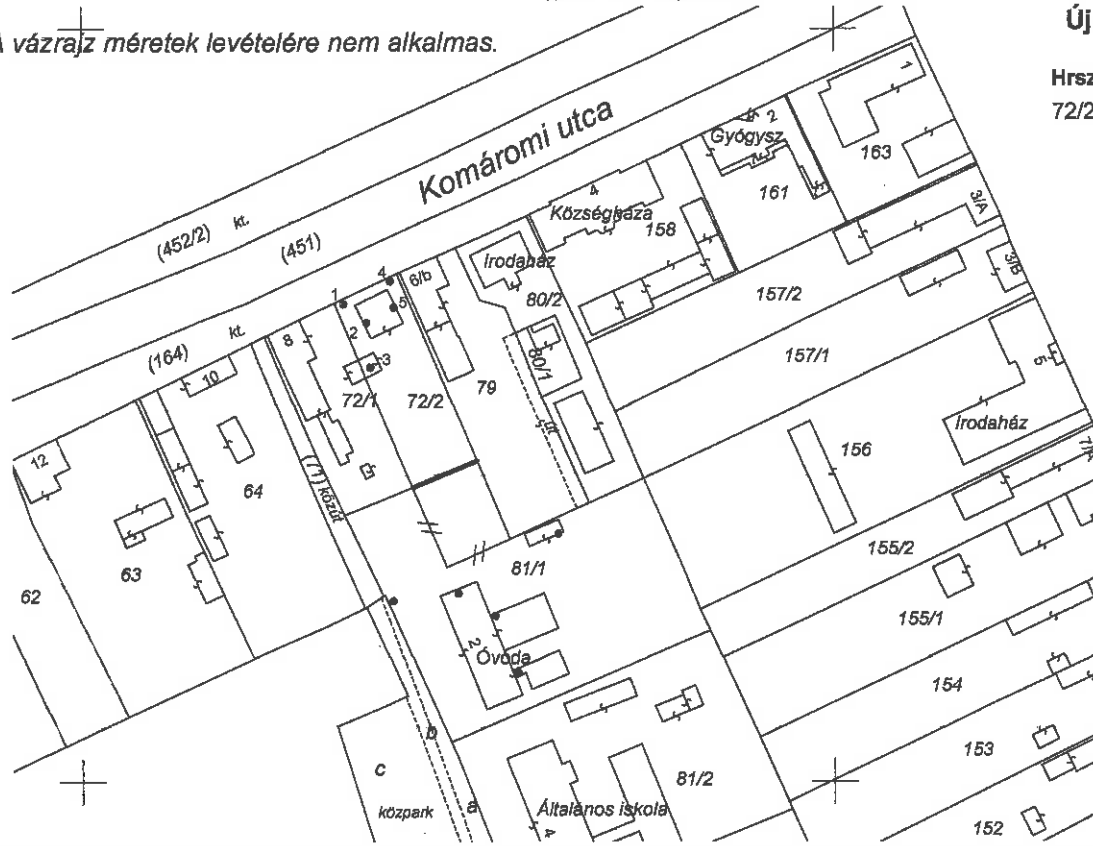 A vázrajz méretek levételére nem alkalmas.
Új
Hrsz
72/2
Komáromi utca
(452/2) kt.
(451)
(164) kt.
1
163
2
Gyógysz
161
4
Községháza
158
3/A
3/B
157/2
157/1
Irodaház
80/2
80/1
6/b
79
1
4
5
2
3
8
72/1
72/2
10
12
64
63
62
(71) közút
út
5
Irodaház
156
7/A
155/2
155/1
154
153
152
81/1
2
Óvoda
81/2
Általános iskola
4
b
a
c
közpark